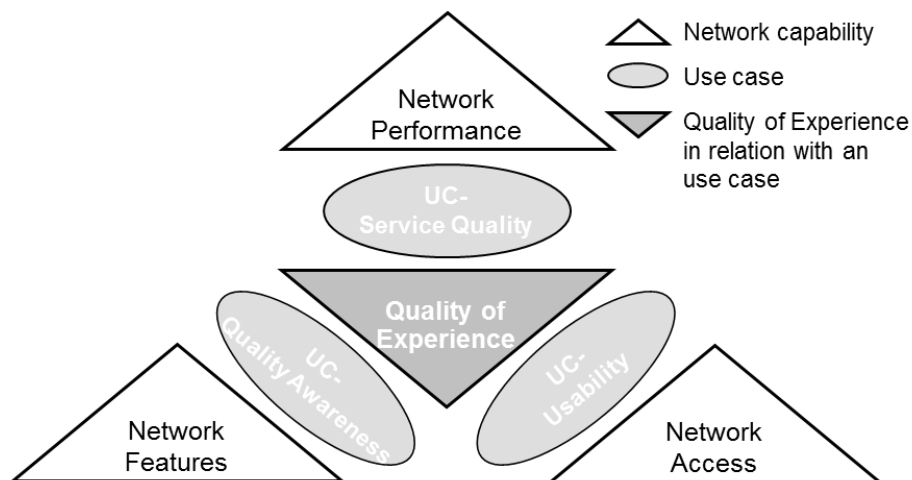 Network
Performance
UC-
Service Quality
Quality of
Experience
UC-
Quality Awareness
UC-
Usability
Network
Features
Network
Access
Network capability
Use case
Quality of Experience
in relation with an
use case